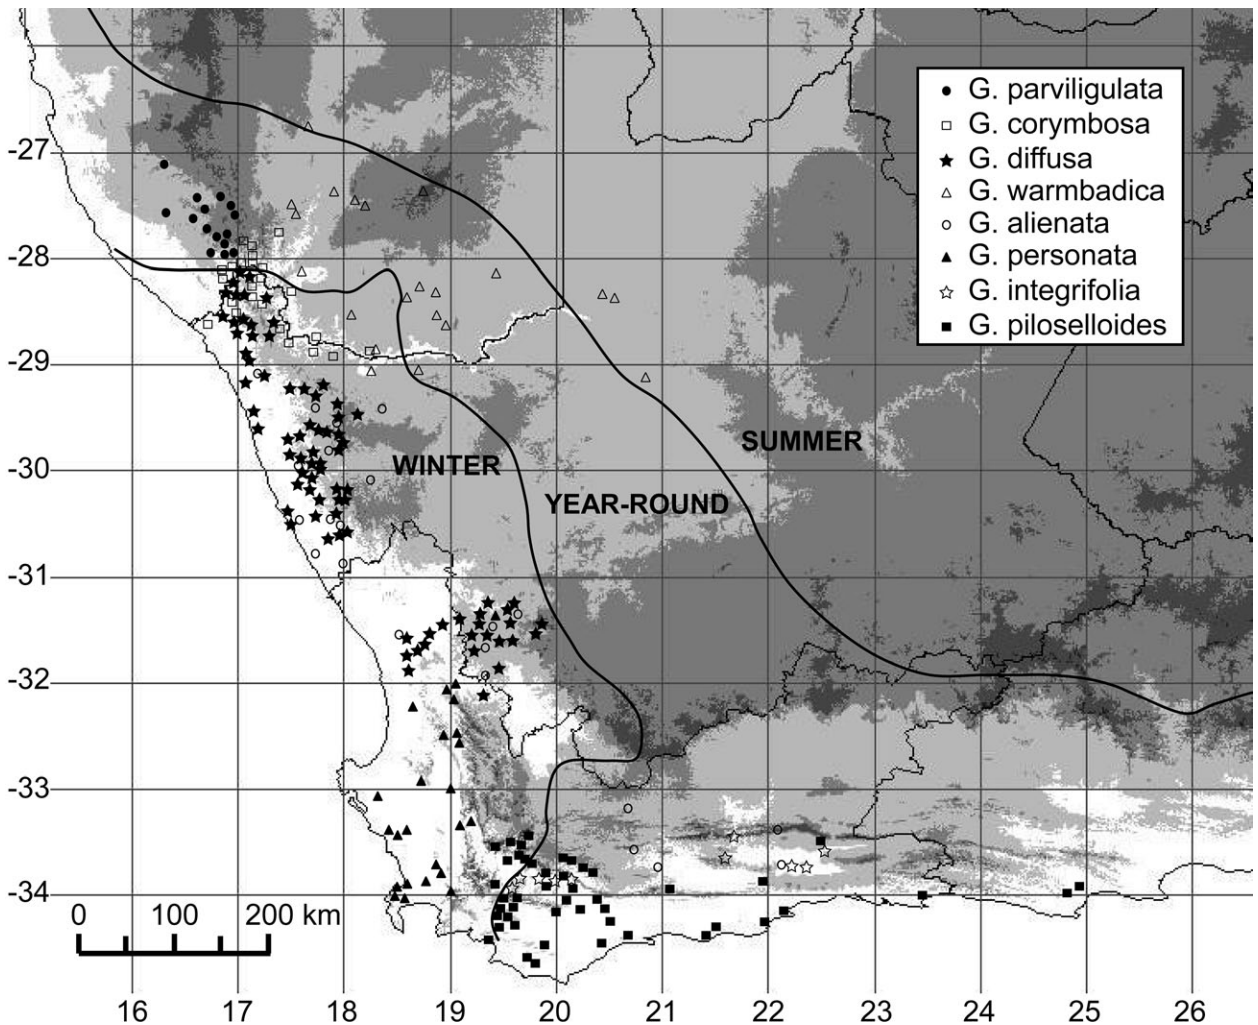 G. parviligulata
G. corymbosa
G. diffusa
G. warmbadica
G. alienata
G. personata
G. integrifolia
G. piloselloides
-27
-28
-29
-30
-31
-32
-33
-34
SUMMER
WINTER
YEAR-ROUND
0 100 200 km
16 17 18 19 20 21 22 23 24 25 26